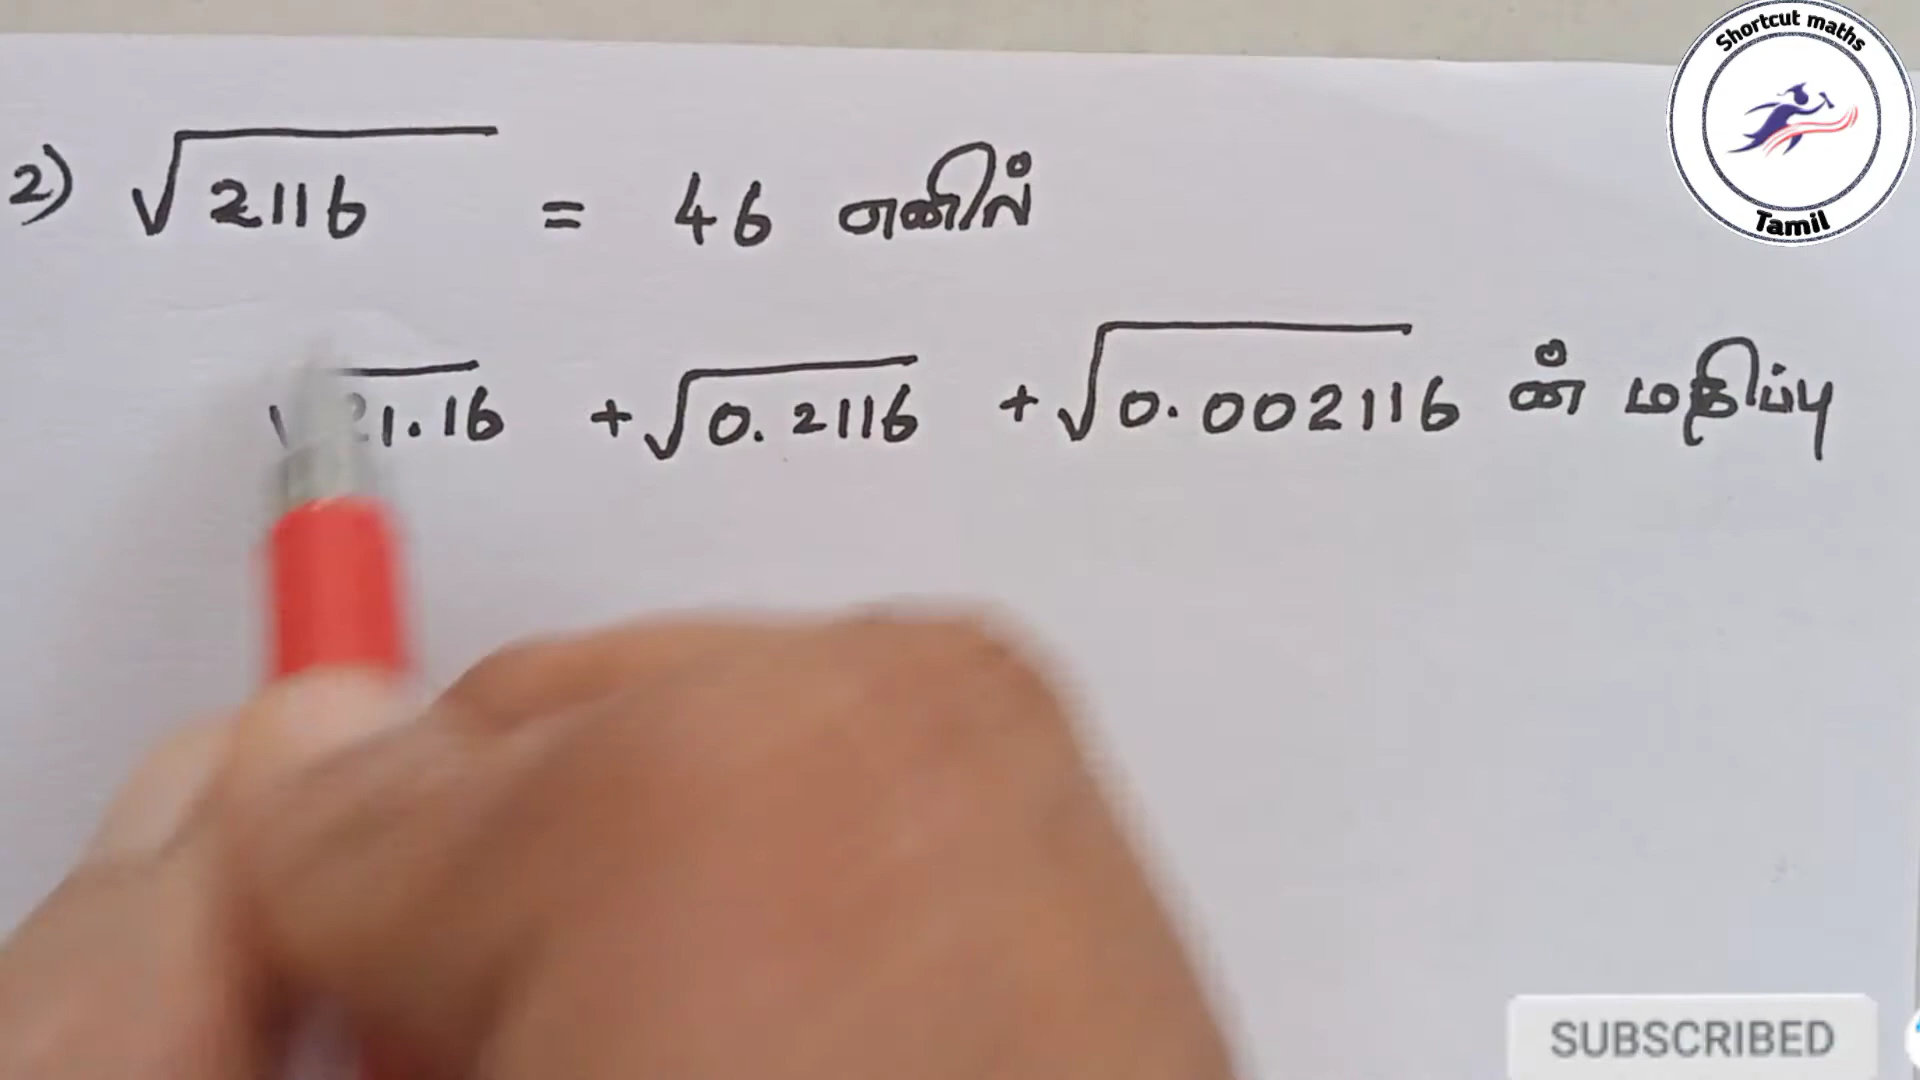 2) √2116 = 46 எனில்
√21.16 + √0.2116 + √0.002116 ன் மதிப்பு
Shortcut maths
Tamil
SUBSCRIBED